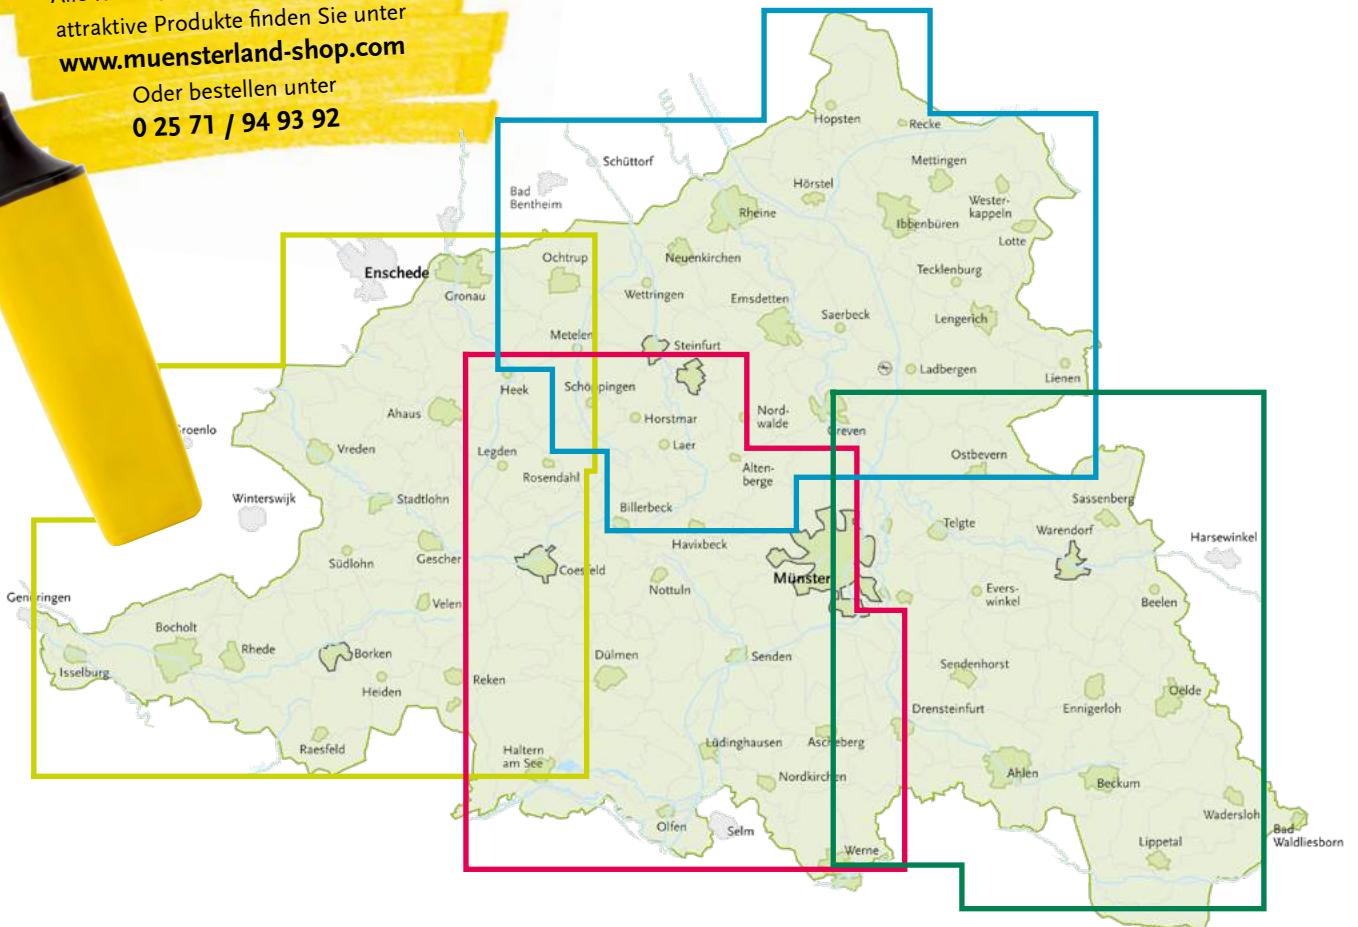 attraktive Produkte finden Sie unter
www.muensterland-shop.com
Oder bestellen unter
0 25 71 / 94 93 92
Hopsten
Recke
Schüttorf
Mettingen
Bad
Bentheim
Hörstel
Wester-
kappeln
Rheine
Ibbenbüren
Lotte
Enschede
Ochtrup
Neuenkirchen
Tecklenburg
Gronau
Wettringen
Emsdetten
Saerbeck
Lengerich
Metelen
Steinfurt
Ladbergen
Lienen
Heek
Schöppingen
Ahaus
Horstmar
Nord-
walde
Greven
Groenlo
Vreden
Legden
Laer
Ostbevern
Rosendahl
Alten-
berge
Winterswijk
Stadtlohn
Billerbeck
Sassenberg
Telgte
Warendorf
Havixbeck
Harsewinkel
Südlohn
Gescher
Coesfeld
Münster
Nottuln
Evers-
winkel
Gendringen
Velen
Beelen
Bocholt
Rhede
Borken
Dülmen
Senden
Sendenhorst
Isselburg
Heiden
Reken
Oelde
Drensteinfurt
Ennigerloh
Raesfeld
Haltern
am See
Lüdinghausen
Ascheberg
Nordkirchen
Ahlen
Beckum
Wadersloh
Olfen
Selm
Bad
Waldliesborn
Lippetal
Werne